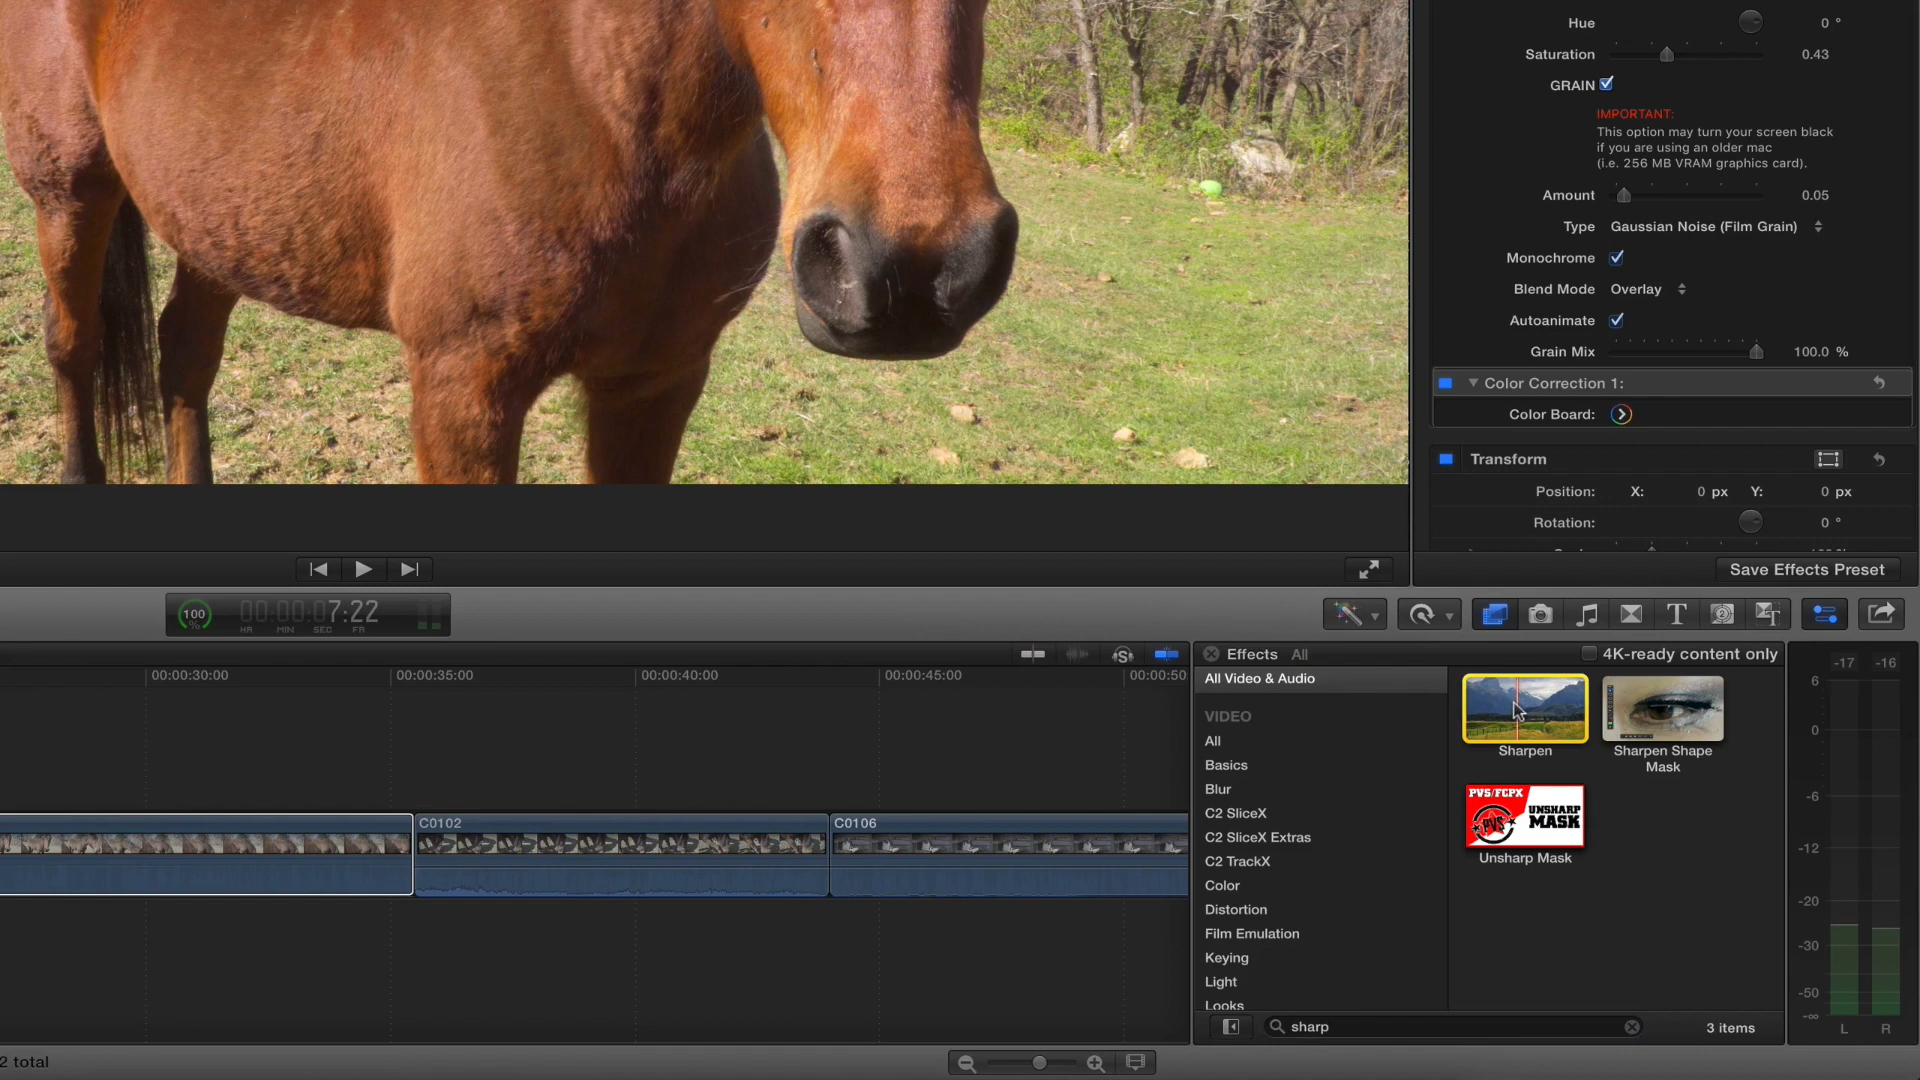 Hue 0 °
Saturation 0.43
GRAIN
IMPORTANT:
This option may turn your screen black
if you are using an older mac
(i.e. 256 MB VRAM graphics card).
Amount 0.05
Type Gaussian Noise (Film Grain)
Monochrome
Blend Mode Overlay
Autoanimate
Grain Mix 100.0 %
Color Correction 1:
Color Board:
Transform
Position: X: 0 px Y: 0 px
Rotation: 0 °
Save Effects Preset
100 %
00:00:07:22
HR MIN SEC FR
00:00:30:00
00:00:35:00
00:00:40:00
00:00:45:00
00:00:50
C0102
C0106
2 total
Effects All
4K-ready content only
All Video & Audio
VIDEO
All
Basics
Blur
C2 SliceX
C2 SliceX Extras
C2 TrackX
Color
Distortion
Film Emulation
Keying
Light
Looks
Sharpen
Sharpen Shape
Mask
PVS/FCPX
PVS
UNSHARP
MASK
Unsharp Mask
sharp
3 items
-17 -16
6
0
-6
-12
-20
-30
-50
-∞
L R